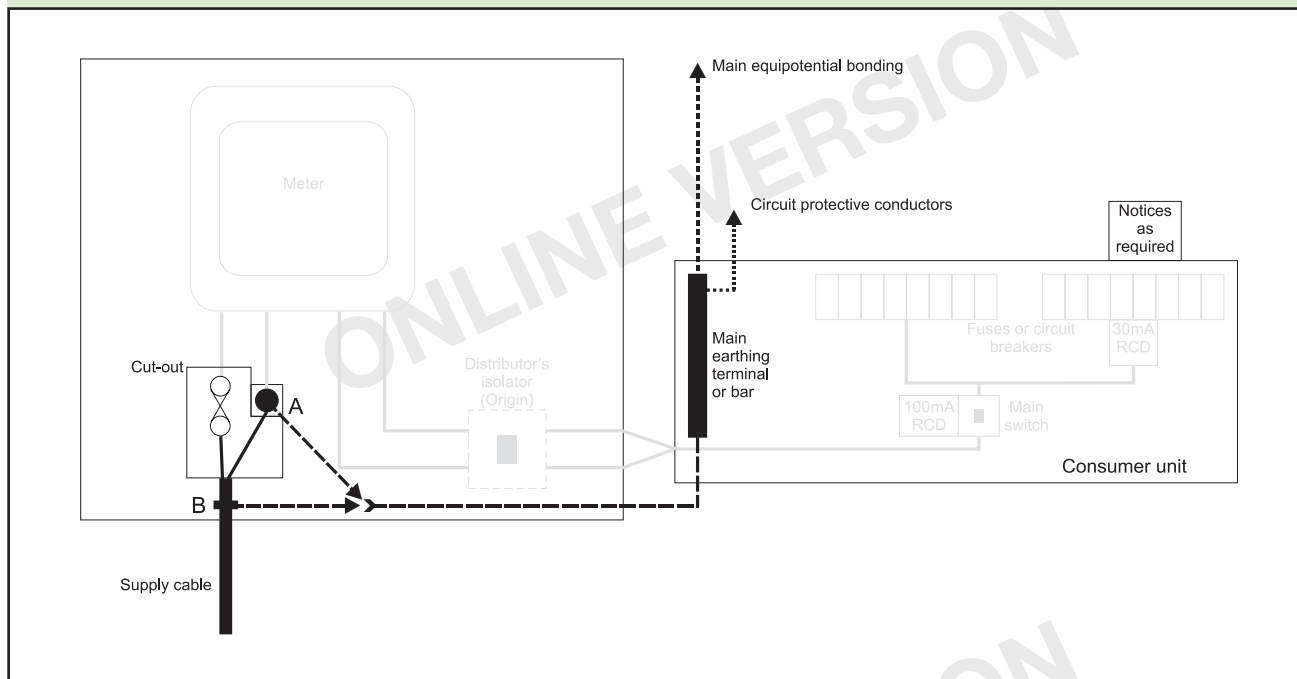 Main equipotential bonding
ONLINE VERSION
Meter
Circuit protective conductors
Notices
as
required
Cut-out
A
Distributor's
isolator
(Origin)
Main
earthing
terminal
or bar
Fuses or circuit
breakers
30mA
RCD
100mA
RCD
Main
switch
Consumer unit
B
Supply cable
ON